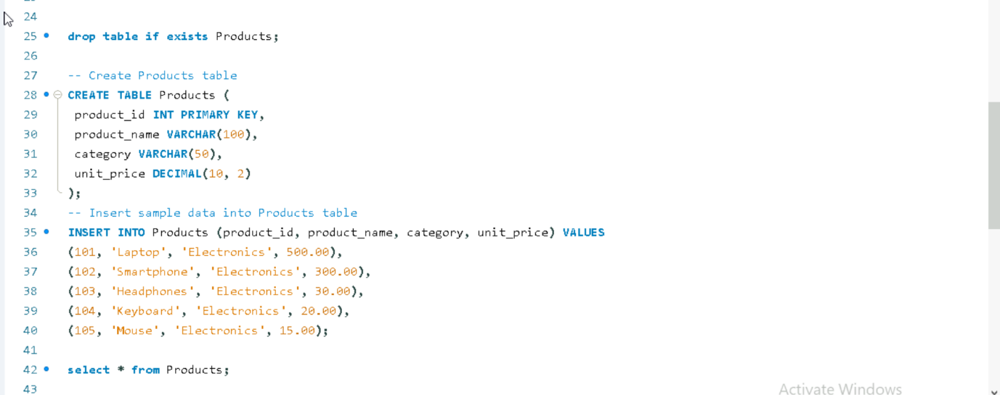 24
25 drop table if exists Products;
26
27 -- Create Products table
28 CREATE TABLE Products (
29 product_id INT PRIMARY KEY,
30 product_name VARCHAR(100),
31 category VARCHAR(50),
32 unit_price DECIMAL(10, 2)
33 );
34 -- Insert sample data into Products table
35 INSERT INTO Products (product_id, product_name, category, unit_price) VALUES
36 (101, 'Laptop', 'Electronics', 500.00),
37 (102, 'Smartphone', 'Electronics', 300.00),
38 (103, 'Headphones', 'Electronics', 30.00),
39 (104, 'Keyboard', 'Electronics', 20.00),
40 (105, 'Mouse', 'Electronics', 15.00);
41
42 select * from Products;
43
Activate Windows